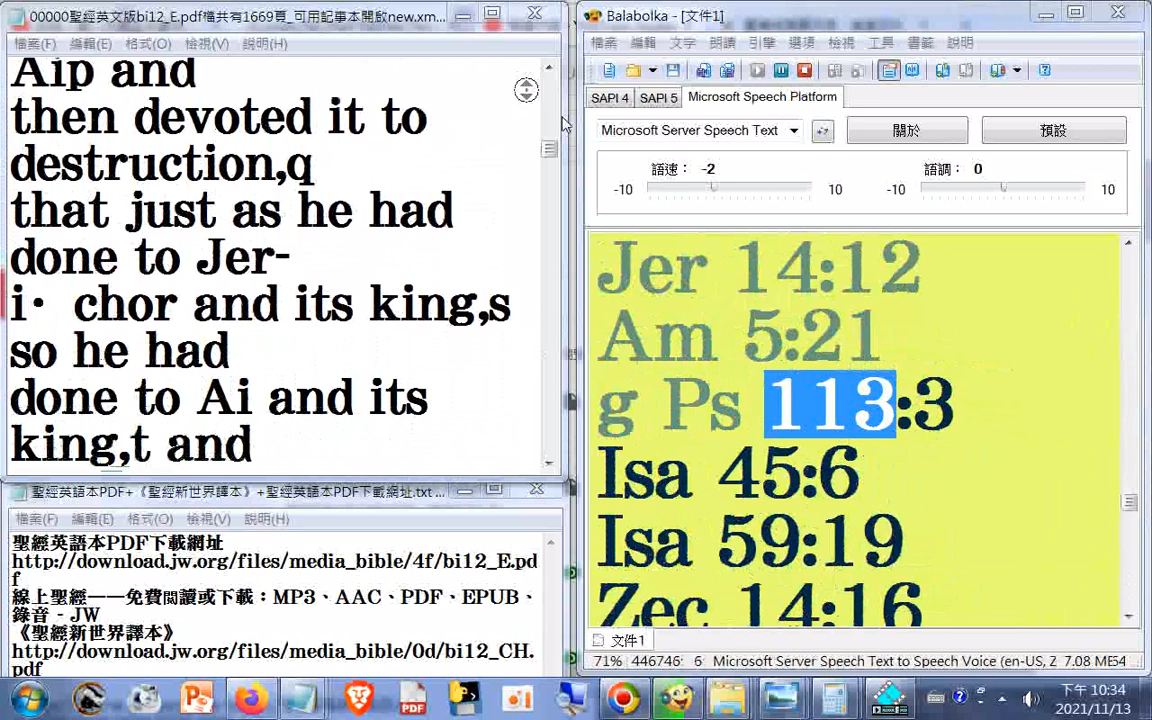 00000聖經英文版bi12_E.pdf檔共有1669頁_可用記事本開啟new.xm...
檔案(F) 編輯(E) 格式(O) 檢視(V) 說明(H)
Aip and
then devoted it to
destruction,q
that just as he had
done to Jer-
i· chor and its king,s
so he had
done to Ai and its
king,t and
聖經英語本PDF+《聖經新世界譯本》+聖經英語本PDF下載網址.txt ...
檔案(F) 編輯(E) 格式(O) 檢視(V) 說明(H)
聖經英語本PDF下載網址
http://download.jw.org/files/media_bible/4f/bi12_E.pd
f
線上聖經——免費閱讀或下載：MP3、AAC、PDF、EPUB、
錄音 - JW
《聖經新世界譯本》
http://download.jw.org/files/media_bible/0d/bi12_CH.
pdf
Balabolka - [文件1]
檔案 編輯 文字 朗讀 引擎 選項 檢視 工具 書籤 說明
SAPI 4 SAPI 5 Microsoft Speech Platform
Microsoft Server Speech Text 關於 預設
語速： -2 語調： 0
-10 10 -10 10
Jer 14:12
Am 5:21
g Ps 113:3
Isa 45:6
Isa 59:19
Zec 14:16
文件1
71% 446746: 6 Microsoft Server Speech Text to Speech Voice (en-US, Z 7.08 ME54
下午 10:34
2021/11/13